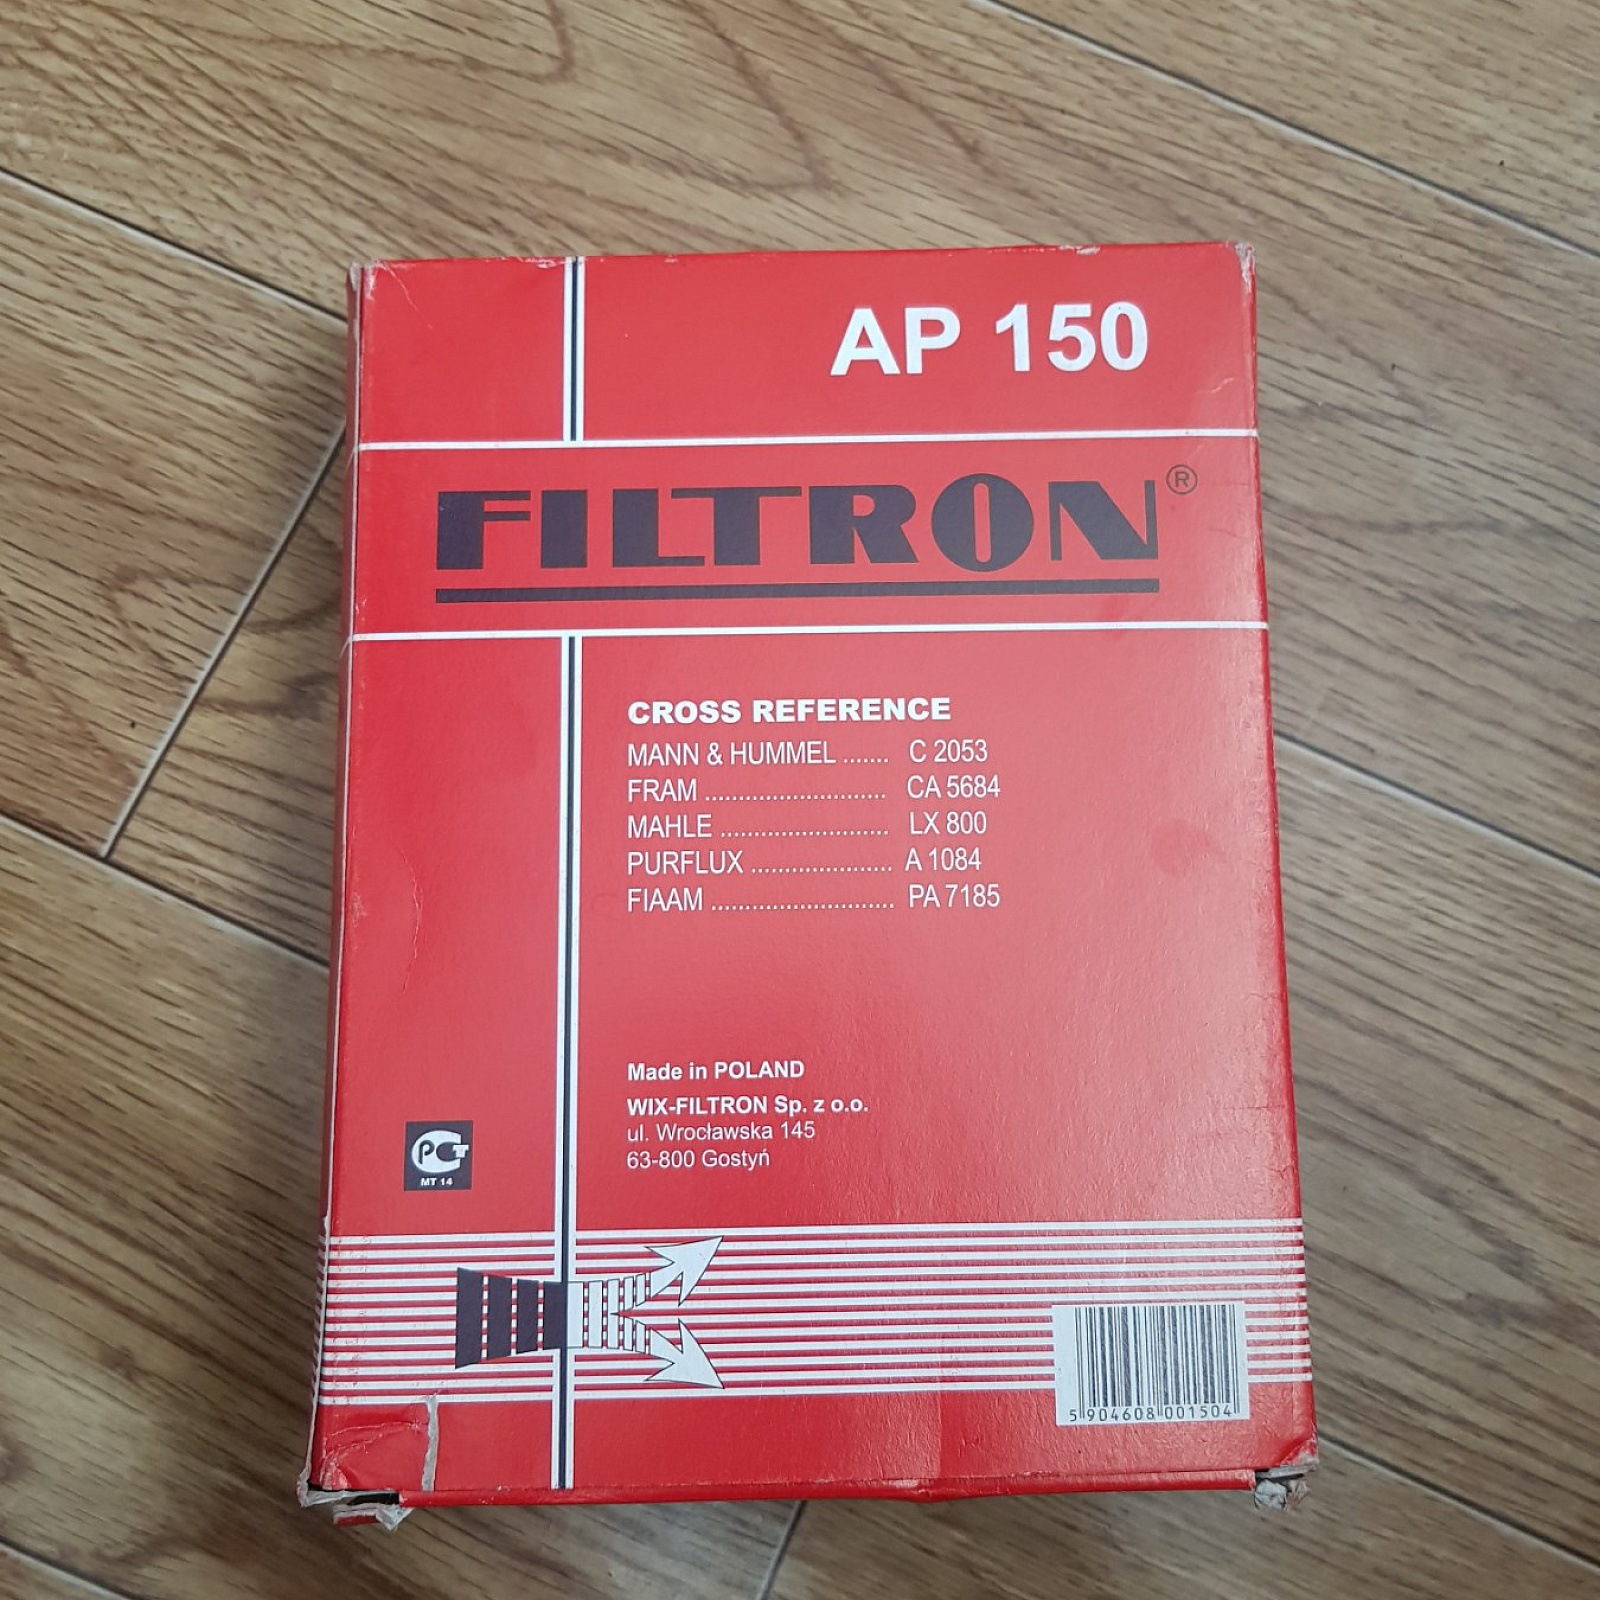 AP 150
FILTRON®
CROSS REFERENCE
MANN & HUMMEL ....... C 2053
FRAM ........................... CA 5684
MAHLE ......................... LX 800
PURFLUX ..................... A 1084
FIAAM ........................... PA 7185
Made in POLAND
WIX-FILTRON Sp. z o.o.
ul. Wrocławska 145
63-800 Gostyń
PCT
MT 14
5 904608 001504